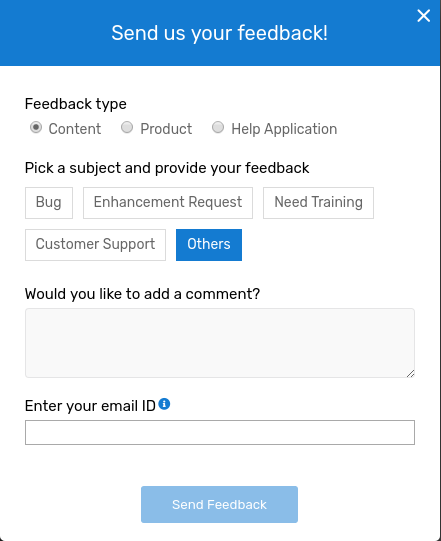 Send us your feedback!
Feedback type
Content Product Help Application
Pick a subject and provide your feedback
Bug Enhancement Request Need Training
Customer Support Others
Would you like to add a comment?
Enter your email ID
Send Feedback